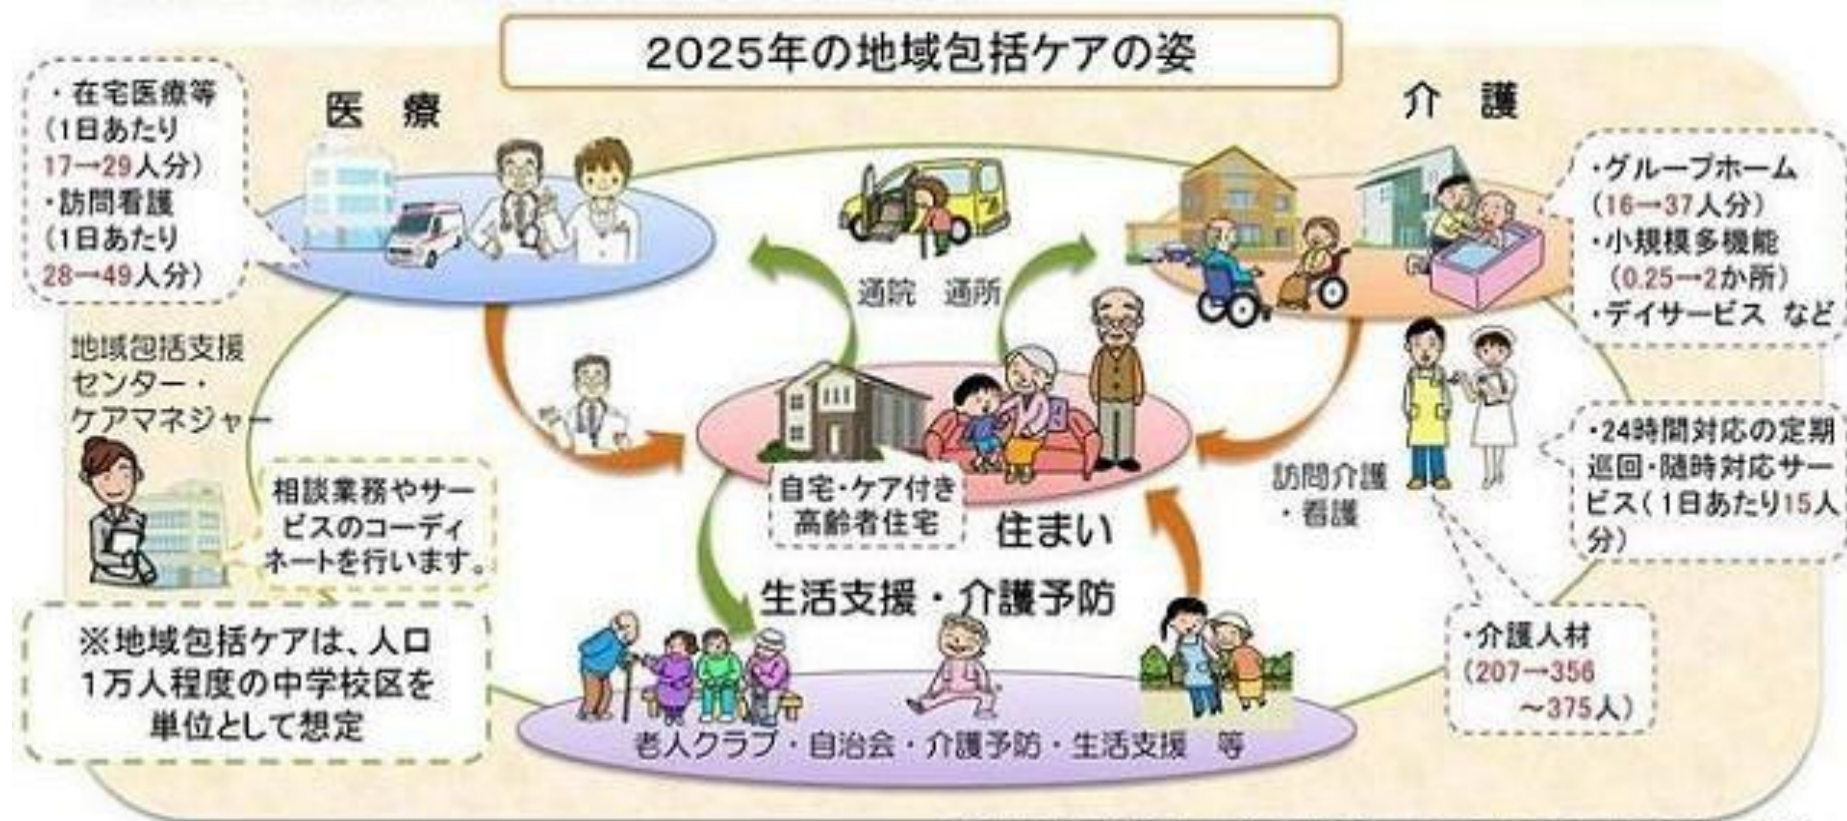 2025年の地域包括ケアの姿
・在宅医療等
(1日あたり
17→29人分)
・訪問看護
(1日あたり
28→49人分)
医 療
介 護
・グループホーム
(16→37人分)
・小規模多機能
(0.25→2か所)
・デイサービス など
通院 通所
地域包括支援
センター・
ケアマネジャー
相談業務やサー
ビスのコーディ
ネートを行います。
自宅・ケア付き
高齢者住宅
住まい
訪問介護
・看護
・24時間対応の定期
巡回・随時対応サー
ビス(1日あたり15人
分)
生活支援・介護予防
・介護人材
(207→356
～375人)
※地域包括ケアは、人口
1万人程度の中学校区を
単位として想定
老人クラブ・自治会・介護予防・生活支援 等